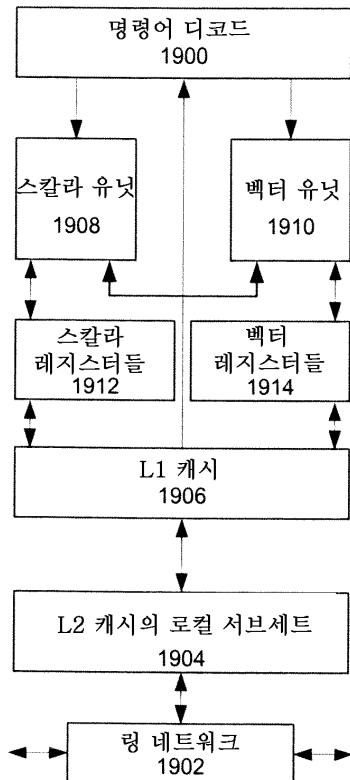 명령어 디코드
1900
스칼라 유닛
1908
벡터 유닛
1910
스칼라
레지스터들
1912
벡터
레지스터들
1914
L1 캐시
1906
L2 캐시의 로컬 서브세트
1904
링 네트워크
1902